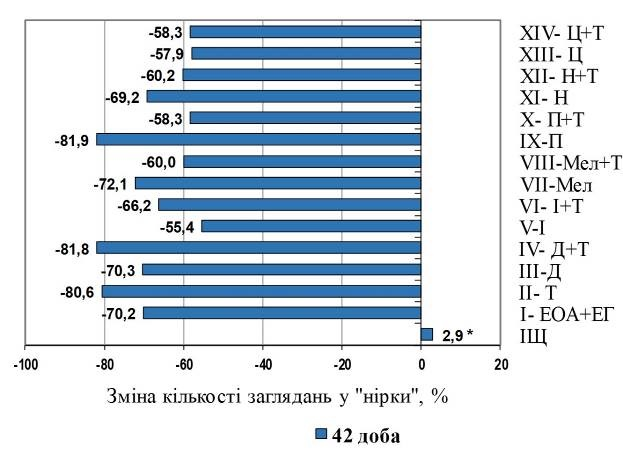 -58,3 XIV- Ц+Т
-57,9 XIII- Ц
-60,2 XII- Н+Т
-69,2 XI- Н
-58,3 X- П+Т
-81,9 IX-П
-60,0 VIII-Мел+Т
-72,1 VII-Мел
-66,2 VI- І+Т
-55,4 V-І
-81,8 IV- Д+Т
-70,3 III-Д
-80,6 II- Т
-70,2 I- ЕОА+ЕГ
2,9 * ІЩ
-100 -80 -60 -40 -20 0 20
Зміна кількості заглядань у "нірки", %
42 доба